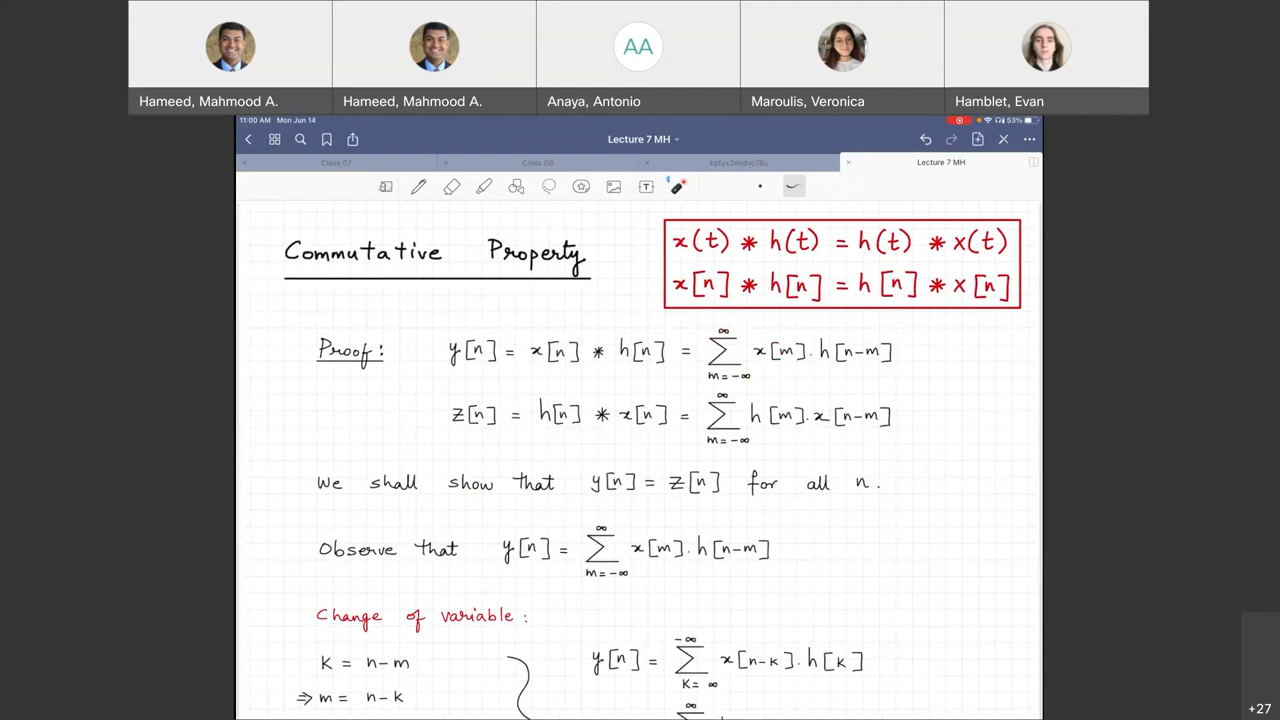 AA
Hameed, Mahmood A.
Hameed, Mahmood A.
Anaya, Antonio
Maroulis, Veronica
Hamblet, Evan
11:00 AM Mon Jun 14
53%
Lecture 7 MH
Class 07
Class 08
Lecture 7 MH
Commutative Property
x(t) * h(t) = h(t) * x(t)
x[n] * h[n] = h[n] * x[n]
Proof: y[n] = x[n] * h[n] = ∞ Σ m=-∞ x[m].h[n-m]
z[n] = h[n] * x[n] = ∞ Σ m=-∞ h[m].x[n-m]
We shall show that y[n] = z[n] for all n.
Observe that y[n] = ∞ Σ m=-∞ x[m].h[n-m]
Change of variable:
K = n-m
y[n] = -∞ Σ K=∞ x[n-k].h[k]
⇒ m = n-k
∞ Σ
+27